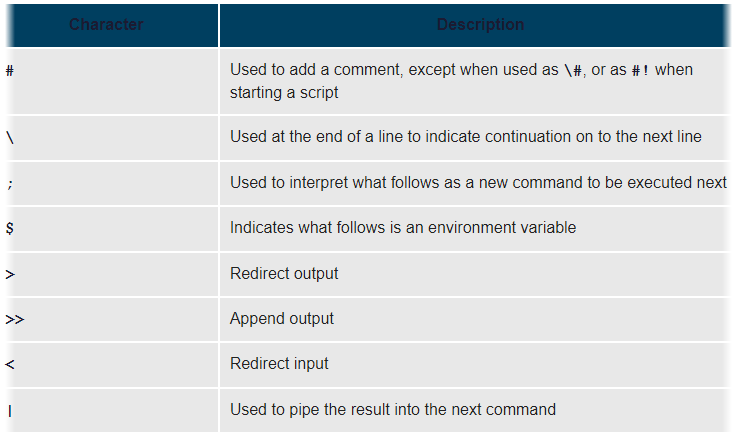 Character Description
# Used to add a comment, except when used as \#, or as #! when
starting a script
\ Used at the end of a line to indicate continuation on to the next line
; Used to interpret what follows as a new command to be executed next
$ Indicates what follows is an environment variable
> Redirect output
>> Append output
< Redirect input
| Used to pipe the result into the next command